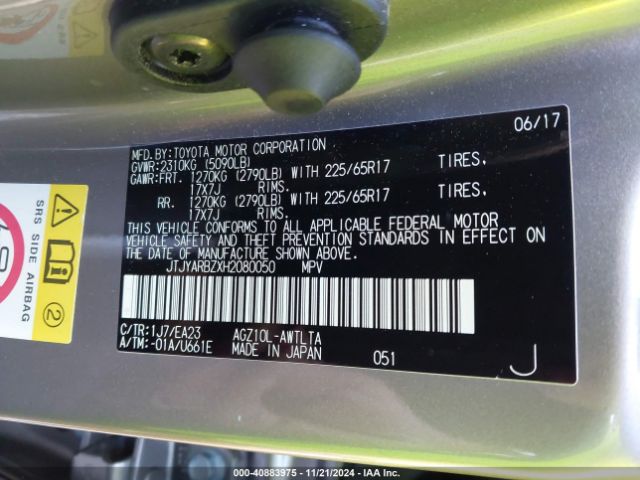 06/17
MFD.BY:TOYOTA MOTOR CORPORATION
GVWR:2310KG (5090LB)
GAWR:FRT. 1270KG (2790LB) WITH 225/65R17 TIRES,
17X7J RIMS.
RR. 1270KG (2790LB) WITH 225/65R17 TIRES,
17X7J RIMS.
THIS VEHICLE CONFORMS TO ALL APPLICABLE FEDERAL MOTOR
VEHICLE SAFETY AND THEFT PREVENTION STANDARDS IN EFFECT ON
THE DATE OF MANUFACTURE SHOWN ABOVE.
JTJYARBZXH2080050 MPV
C/TR:1J7/EA23 AGZ10L-AWTLTA
A/TM:-01A/U661E MADE IN JAPAN 051 J
SRS SIDE AIRBAG
2
000-40883975 - 11/21/2024 - IAA Inc.